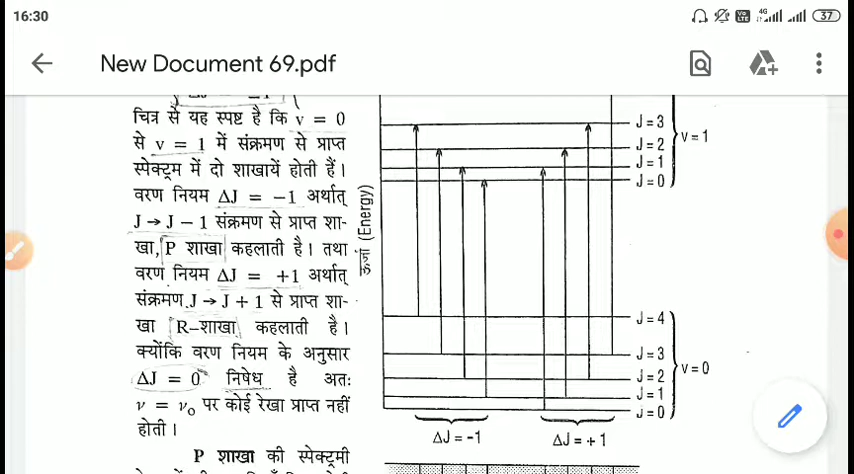 16:30
4G
37
New Document 69.pdf
चित्र से यह स्पष्ट है कि v = 0
से v = 1 में संक्रमण से प्राप्त
स्पेक्ट्रम में दो शाखायें होती हैं।
वरण नियम ΔJ = −1 अर्थात्
J → J − 1 संक्रमण से प्राप्त शा-
खा, P शाखा कहलाती है। तथा
वरण नियम ΔJ = +1 अर्थात्
संक्रमण J → J + 1 से प्राप्त शा-
खा R–शाखा कहलाती है।
क्योंकि वरण नियम के अनुसार
ΔJ = 0 निषेध है अतः
ν = ν₀ पर कोई रेखा प्राप्त नहीं
होती।
P शाखा की स्पेक्ट्रमी
ऊर्जा (Energy)
J = 3
J = 2
J = 1
J = 0
v = 1
J = 4
J = 3
J = 2
J = 1
J = 0
v = 0
ΔJ = -1
ΔJ = + 1